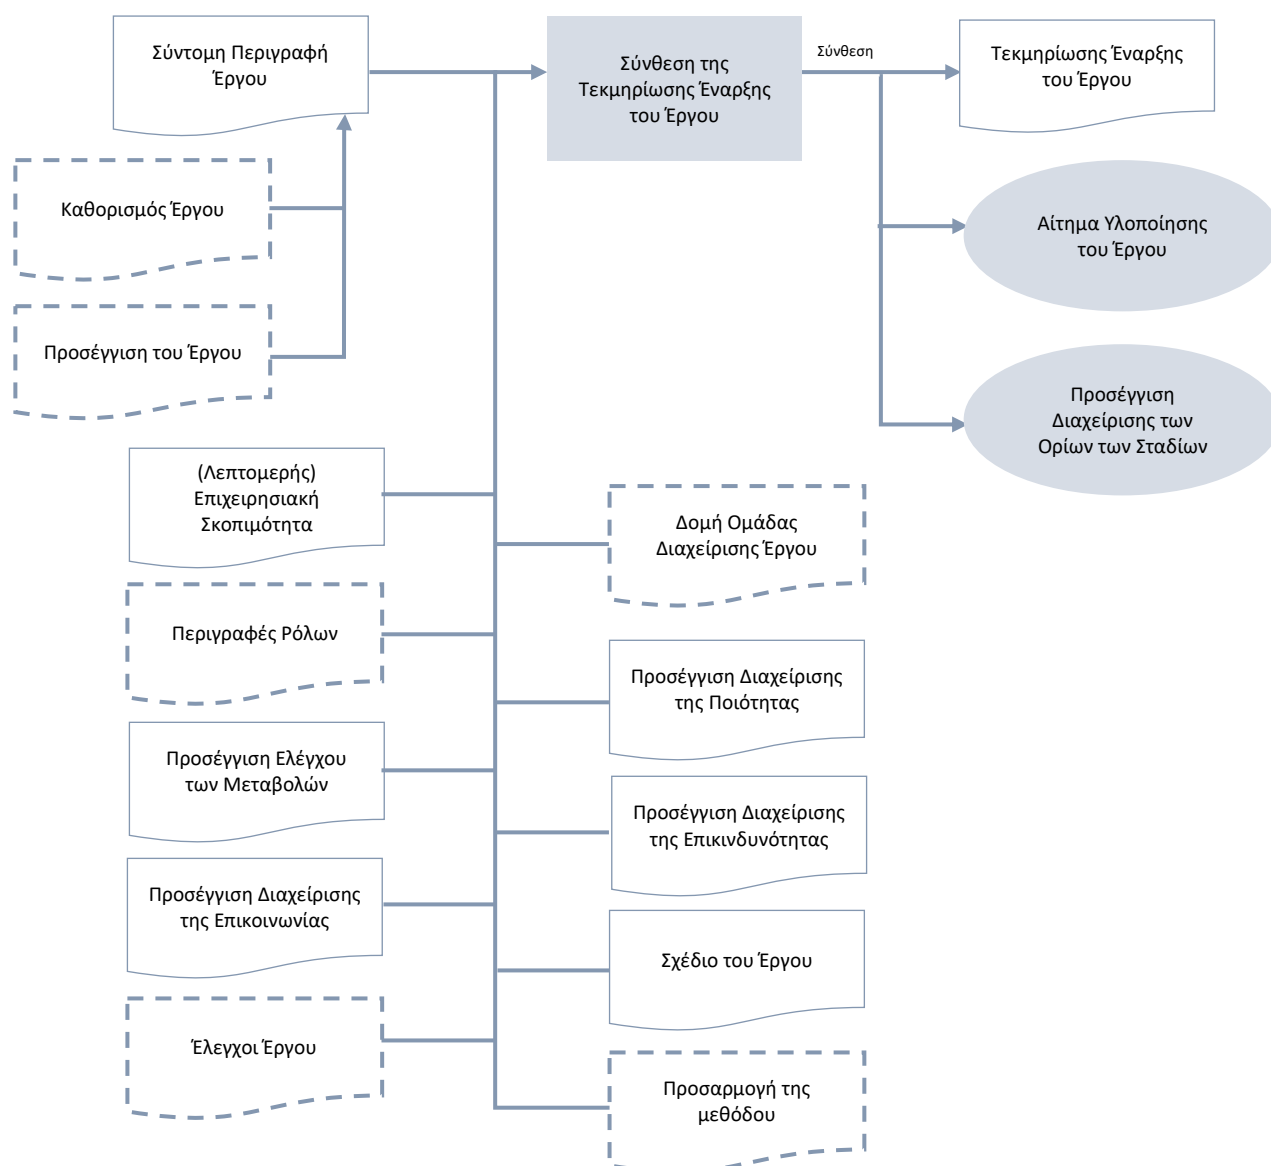 Σύντομη Περιγραφή
Έργου
Σύνθεση της
Τεκμηρίωσης Έναρξης
του Έργου
Σύνθεση
Τεκμηρίωσης Έναρξης
του Έργου
Καθορισμός Έργου
Αίτημα Υλοποίησης
του Έργου
Προσέγγιση του Έργου
Προσέγγιση
Διαχείρισης των
Ορίων των Σταδίων
(Λεπτομερής)
Επιχειρησιακή
Σκοπιμότητα
Δομή Ομάδας
Διαχείρισης Έργου
Περιγραφές Ρόλων
Προσέγγιση Διαχείρισης
της Ποιότητας
Προσέγγιση Ελέγχου
των Μεταβολών
Προσέγγιση Διαχείρισης
της Επικινδυνότητας
Προσέγγιση Διαχείρισης
της Επικοινωνίας
Σχέδιο του Έργου
Έλεγχοι Έργου
Προσαρμογή της
μεθόδου